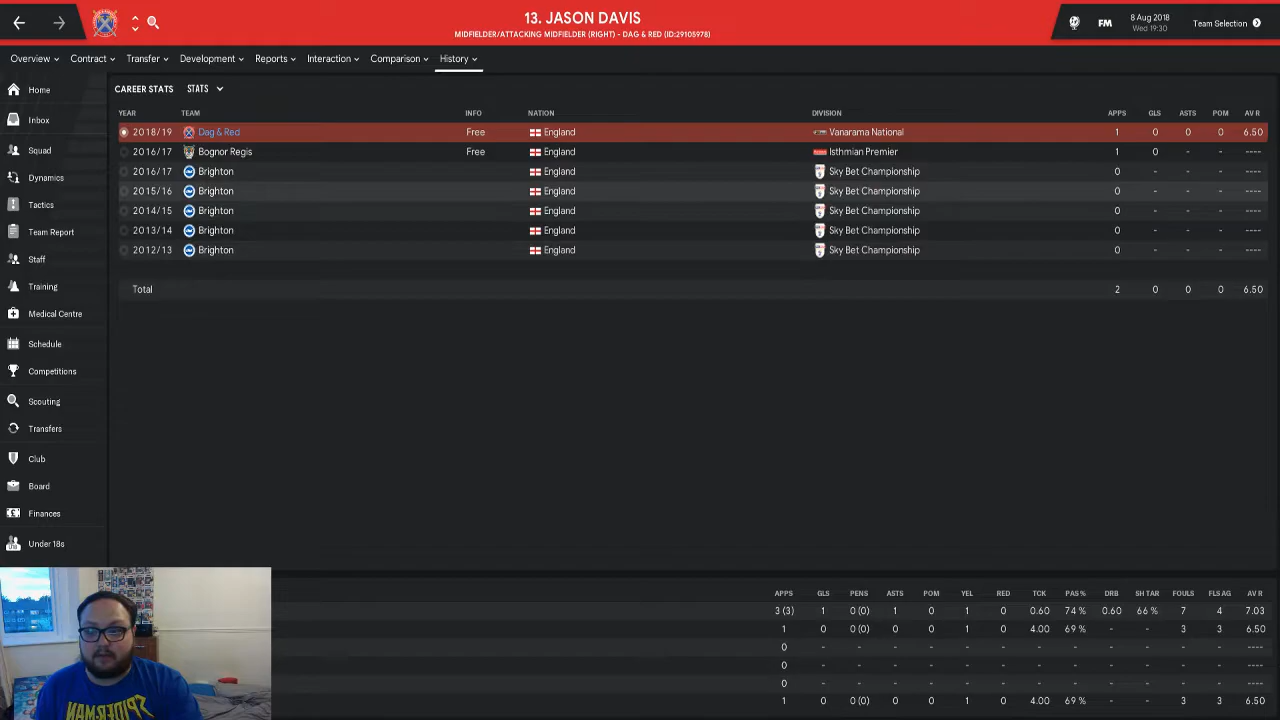 13. JASON DAVIS
MIDFIELDER/ATTACKING MIDFIELDER (RIGHT) - DAG & RED (ID:29105978)
FM
8 Aug 2018
Wed 19:30
Team Selection
Overview Contract Transfer Development Reports Interaction Comparison History
Home
Inbox
Squad
Dynamics
Tactics
Team Report
Staff
Training
Medical Centre
Schedule
Competitions
Scouting
Transfers
Club
Board
Finances
Under 18s
CAREER STATS STATS
YEAR TEAM INFO NATION DIVISION APPS GLS ASTS POM AV R
2018/19 Dag & Red Free England Vanarama National 1 0 0 0 6.50
2016/17 Bognor Regis Free England Isthmian Premier 1 0 - - ----
2016/17 Brighton England Sky Bet Championship 0 - - - ----
2015/16 Brighton England Sky Bet Championship 0 - - - ----
2014/15 Brighton England Sky Bet Championship 0 - - - ----
2013/14 Brighton England Sky Bet Championship 0 - - - ----
2012/13 Brighton England Sky Bet Championship 0 - - - ----
Total 2 0 0 0 6.50
APPS GLS PENS ASTS POM YEL RED TCK PAS % DRB SH TAR FOULS FLS AG AV R
3 (3) 1 0 (0) 1 0 1 0 0.60 74 % 0.60 66 % 7 4 7.03
1 0 0 (0) 0 0 1 0 4.00 69 % - - 3 3 6.50
0 - - - - - - - - - - - - ----
0 - - - - - - - - - - - - ----
0 - - - - - - - - - - - - ----
1 0 0 (0) 0 0 1 0 4.00 69 % - - 3 3 6.50